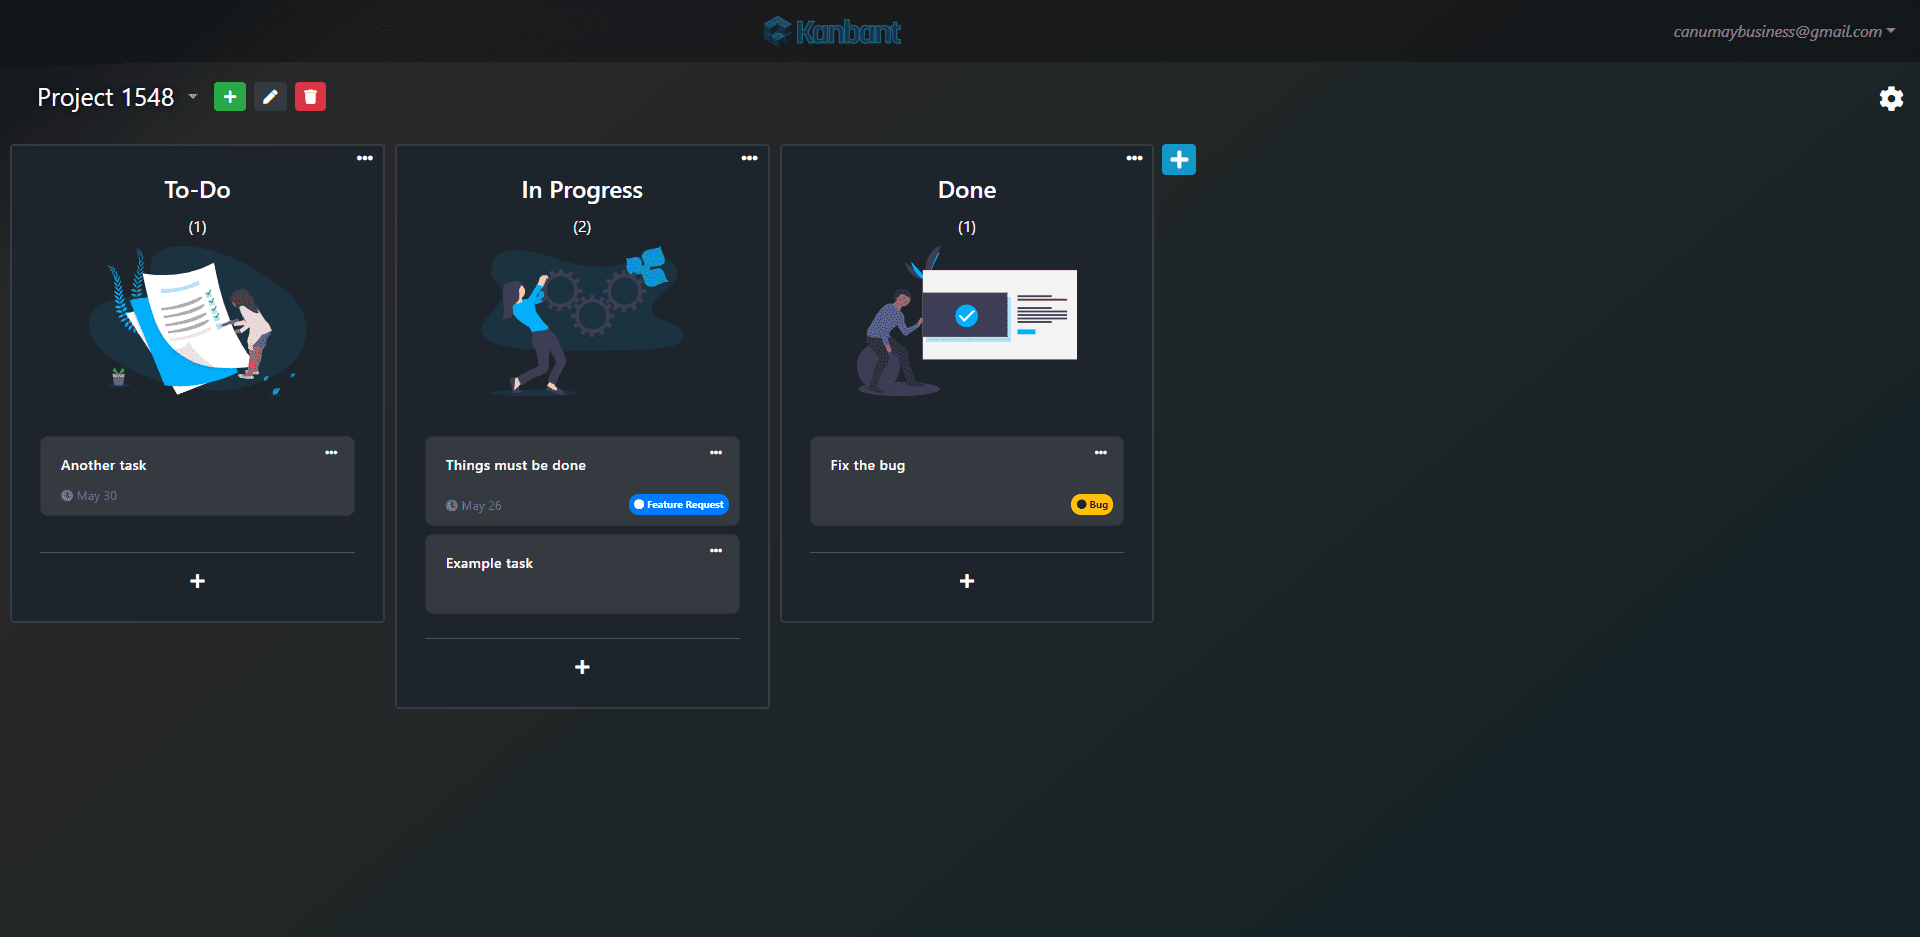 Kanbant
canumaybusiness@gmail.com
Project 1548
To-Do
(1)
Another task
May 30
In Progress
(2)
Things must be done
May 26
Feature Request
Example task
Done
(1)
Fix the bug
Bug